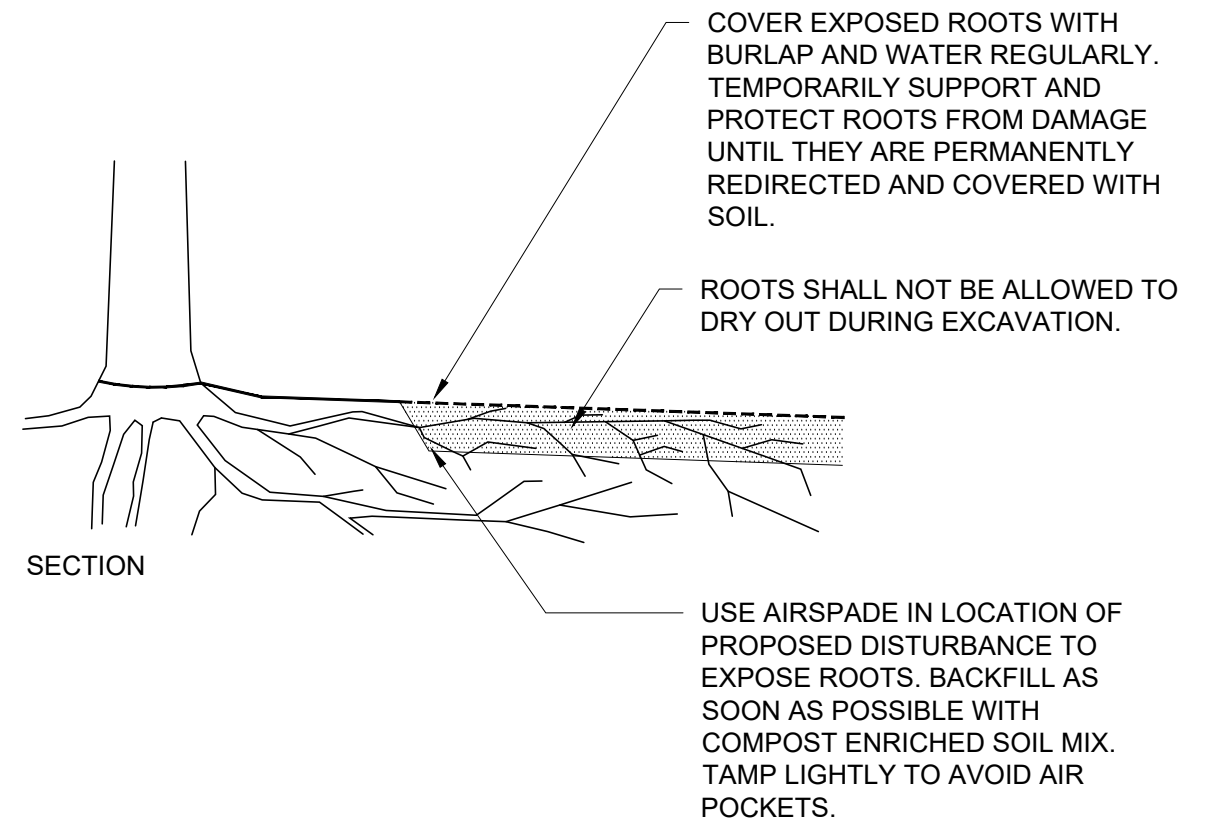 COVER EXPOSED ROOTS WITH
BURLAP AND WATER REGULARLY.
TEMPORARILY SUPPORT AND
PROTECT ROOTS FROM DAMAGE
UNTIL THEY ARE PERMANENTLY
REDIRECTED AND COVERED WITH
SOIL.
ROOTS SHALL NOT BE ALLOWED TO
DRY OUT DURING EXCAVATION.
SECTION
USE AIRSPADE IN LOCATION OF
PROPOSED DISTURBANCE TO
EXPOSE ROOTS. BACKFILL AS
SOON AS POSSIBLE WITH
COMPOST ENRICHED SOIL MIX.
TAMP LIGHTLY TO AVOID AIR
POCKETS.